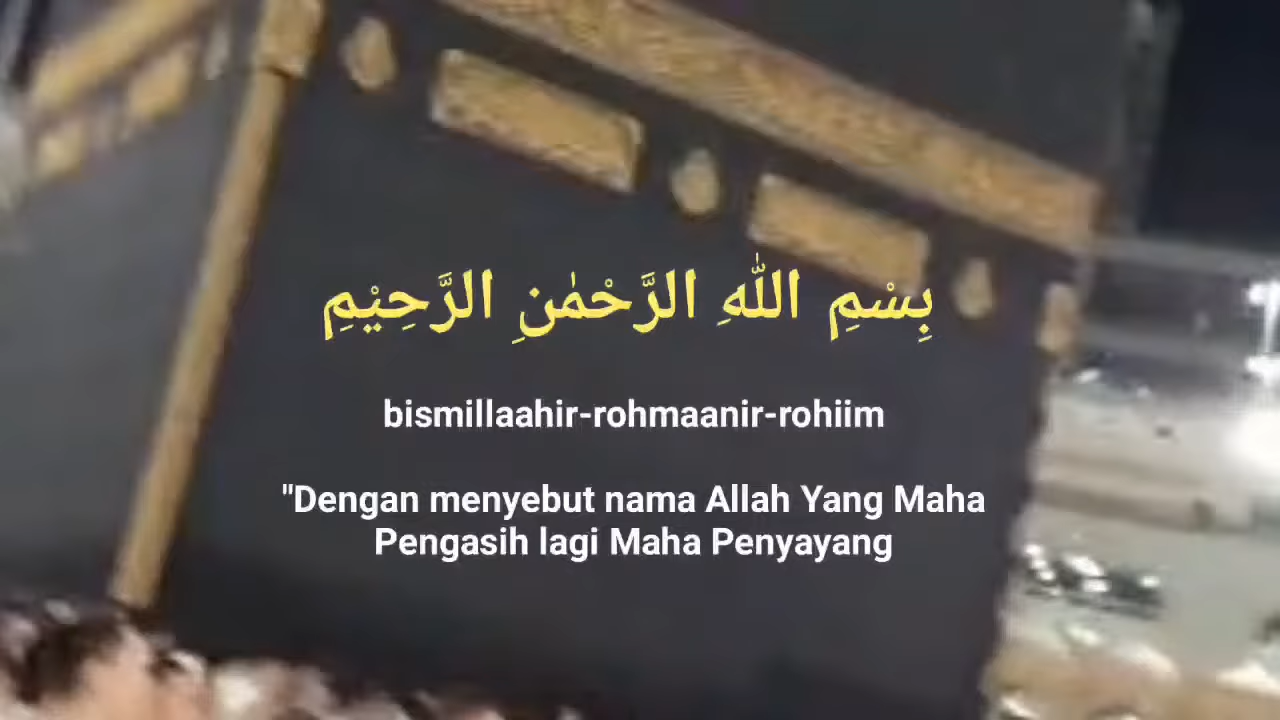 بِسْمِ اللّٰهِ الرَّحْمٰنِ الرَّحِيْمِ
bismillaahir-rohmaanir-rohiim
"Dengan menyebut nama Allah Yang Maha
Pengasih lagi Maha Penyayang